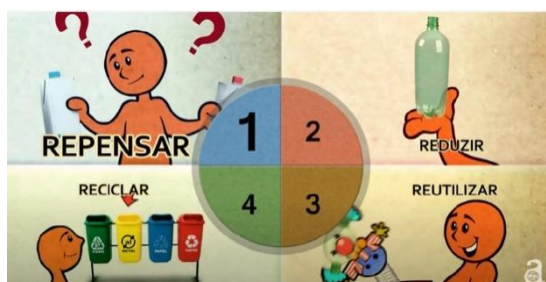 REPENSAR
1
2
REDUZIR
RECICLAR
4
3
REUTILIZAR